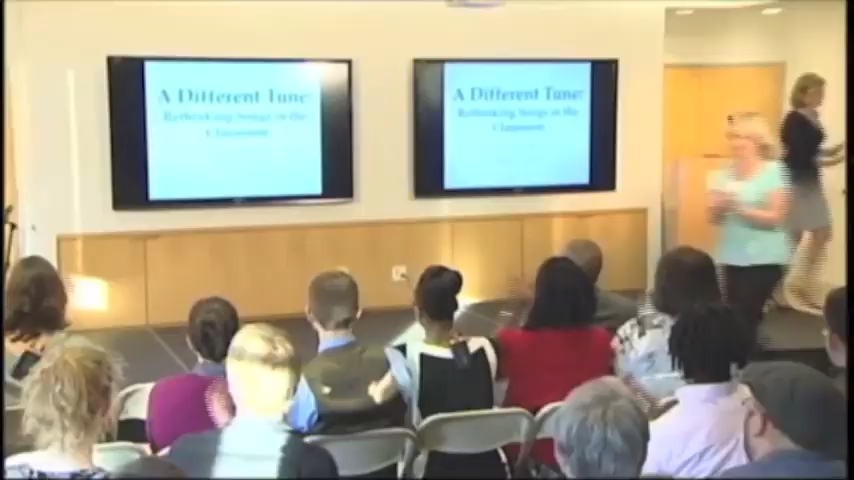 A Different Tune:
Rethinking Songs in the
Classroom
A Different Tune:
Rethinking Songs in the
Classroom